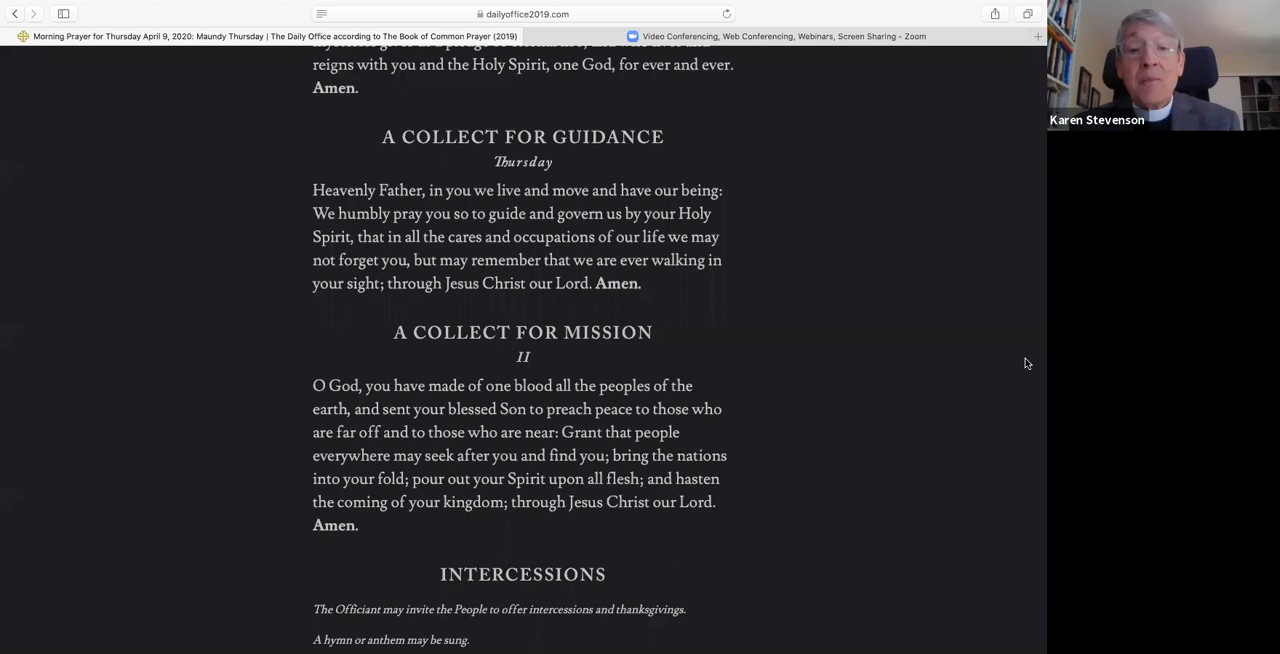 dailyoffice2019.com
Morning Prayer for Thursday April 9, 2020: Maundy Thursday | The Daily Office according to The Book of Common Prayer (2019)
Video Conferencing, Web Conferencing, Webinars, Screen Sharing - Zoom
reigns with you and the Holy Spirit, one God, for ever and ever.
Amen.
A COLLECT FOR GUIDANCE
Thursday
Heavenly Father, in you we live and move and have our being:
We humbly pray you so to guide and govern us by your Holy
Spirit, that in all the cares and occupations of our life we may
not forget you, but may remember that we are ever walking in
your sight; through Jesus Christ our Lord. Amen.
A COLLECT FOR MISSION
II
O God, you have made of one blood all the peoples of the
earth, and sent your blessed Son to preach peace to those who
are far off and to those who are near: Grant that people
everywhere may seek after you and find you; bring the nations
into your fold; pour out your Spirit upon all flesh; and hasten
the coming of your kingdom; through Jesus Christ our Lord.
Amen.
INTERCESSIONS
The Officiant may invite the People to offer intercessions and thanksgivings.
A hymn or anthem may be sung.
Karen Stevenson